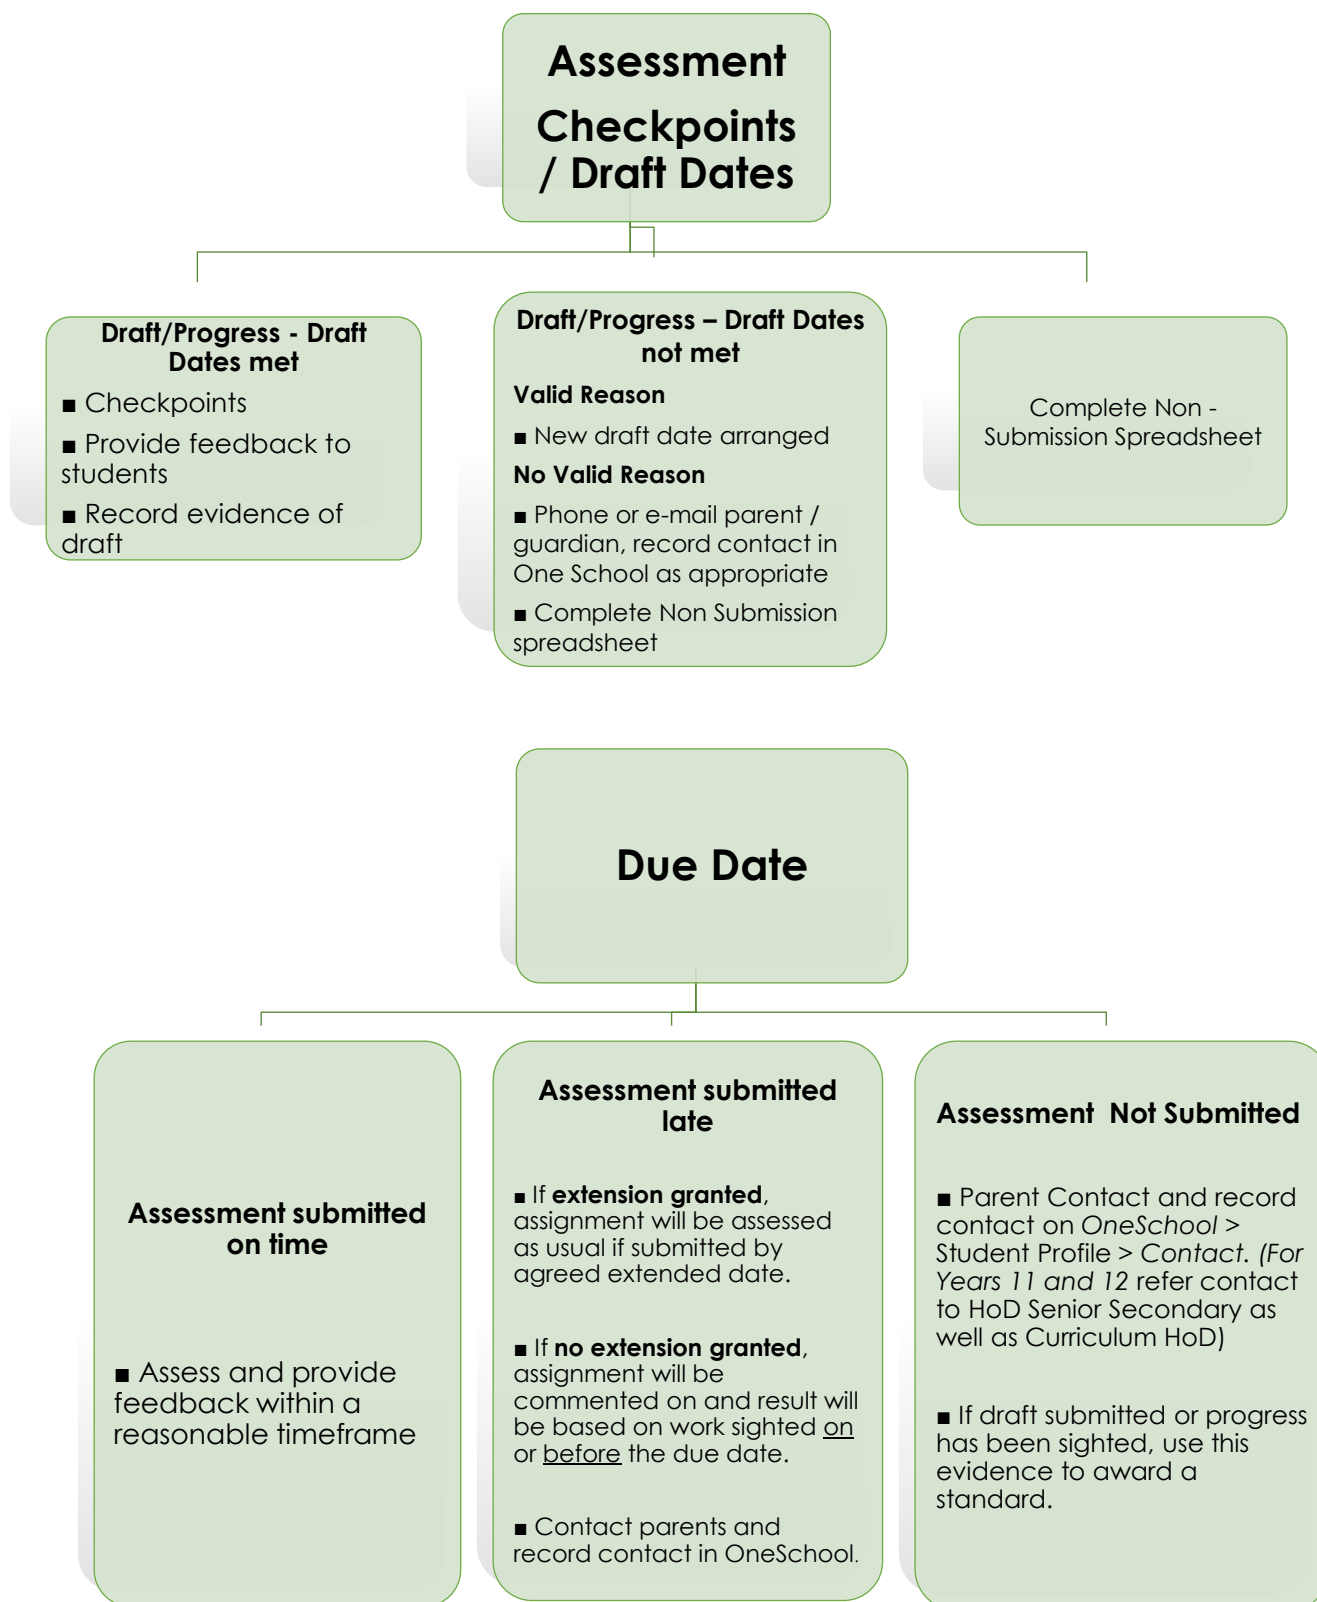 Assessment
Checkpoints
/ Draft Dates
Draft/Progress - Draft
Dates met
■ Checkpoints
■ Provide feedback to
students
■ Record evidence of
draft
Draft/Progress – Draft Dates
not met
Valid Reason
■ New draft date arranged
No Valid Reason
■ Phone or e-mail parent /
guardian, record contact in
One School as appropriate
■ Complete Non Submission
spreadsheet
Complete Non -
Submission Spreadsheet
Due Date
Assessment submitted
on time
■ Assess and provide
feedback within a
reasonable timeframe
Assessment submitted
late
■ If extension granted,
assignment will be assessed
as usual if submitted by
agreed extended date.
■ If no extension granted,
assignment will be
commented on and result will
be based on work sighted on
or before the due date.
■ Contact parents and
record contact in OneSchool.
Assessment  Not Submitted
■ Parent Contact and record
contact on OneSchool >
Student Profile > Contact. (For
Years 11 and 12 refer contact
to HoD Senior Secondary as
well as Curriculum HoD)
■ If draft submitted or progress
has been sighted, use this
evidence to award a
standard.